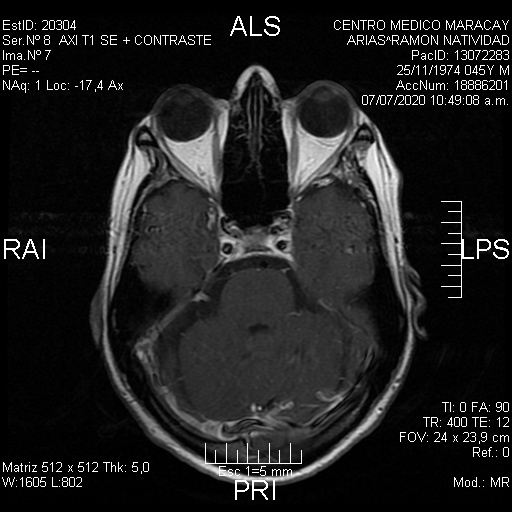 EstID: 20304
Ser.Nº 8 AXI T1 SE + CONTRASTE
Ima.Nº 7
PE= --
NAq: 1 Loc: -17,4 Ax
ALS
CENTRO MEDICO MARACAY
ARIAS^RAMON NATIVIDAD
PacID: 13072283
25/11/1974 045Y M
AccNum: 18886201
07/07/2020 10:49:08 a.m.
RAI
LPS
TI: 0 FA: 90
TR: 400 TE: 12
FOV: 24 x 23,9 cm
Ref.: 0
Mod.: MR
Matriz 512 x 512 Thk: 5,0
W:1605 L:802
Esc 1=5 mm
PRI